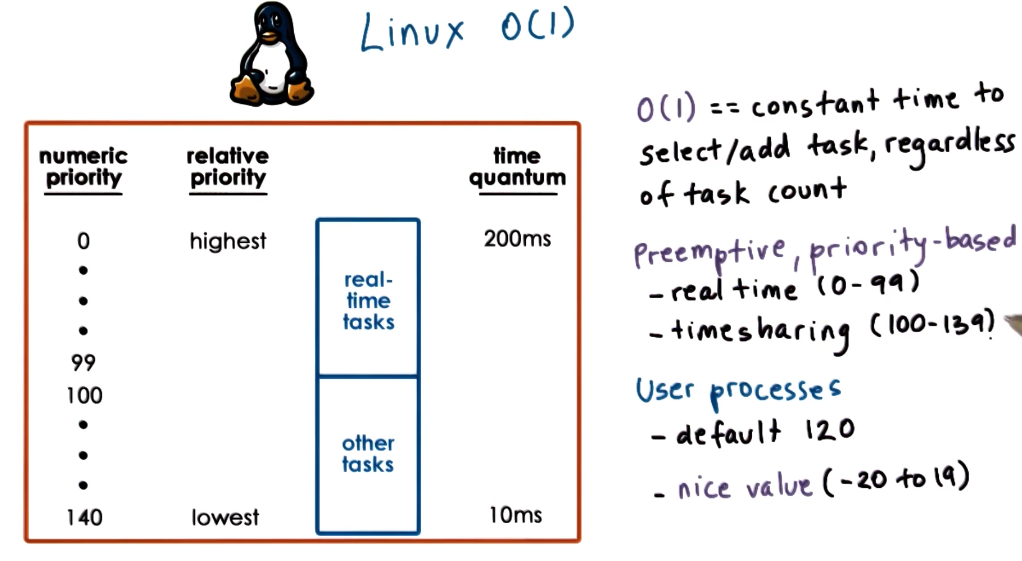 Linux O(1)
numeric priority
relative priority
time quantum
0 highest 200ms
real-
time
tasks
99
100
other
tasks
140 lowest 10ms
O(1) == constant time to
select/add task, regardless
of task count
Preemptive, priority-based
- real time (0-99)
- timesharing (100-139)
User processes
- default 120
- nice value (-20 to 19)